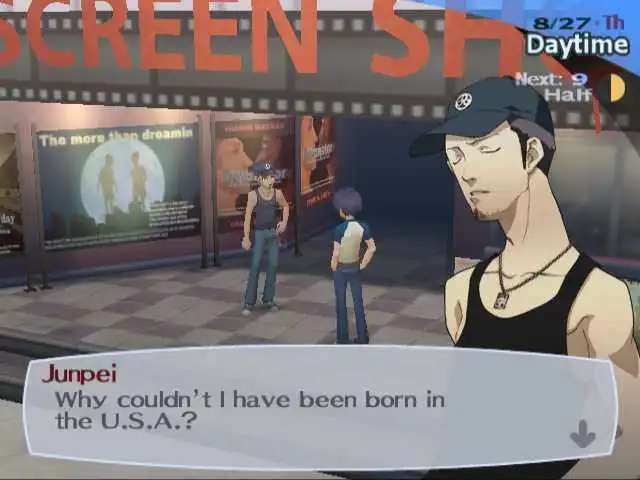 SCREEN SH
8/27 Th
Daytime
Next: 9
Half
The more than dreamin
day
Junpei
Why couldn't I have been born in
the U.S.A.?